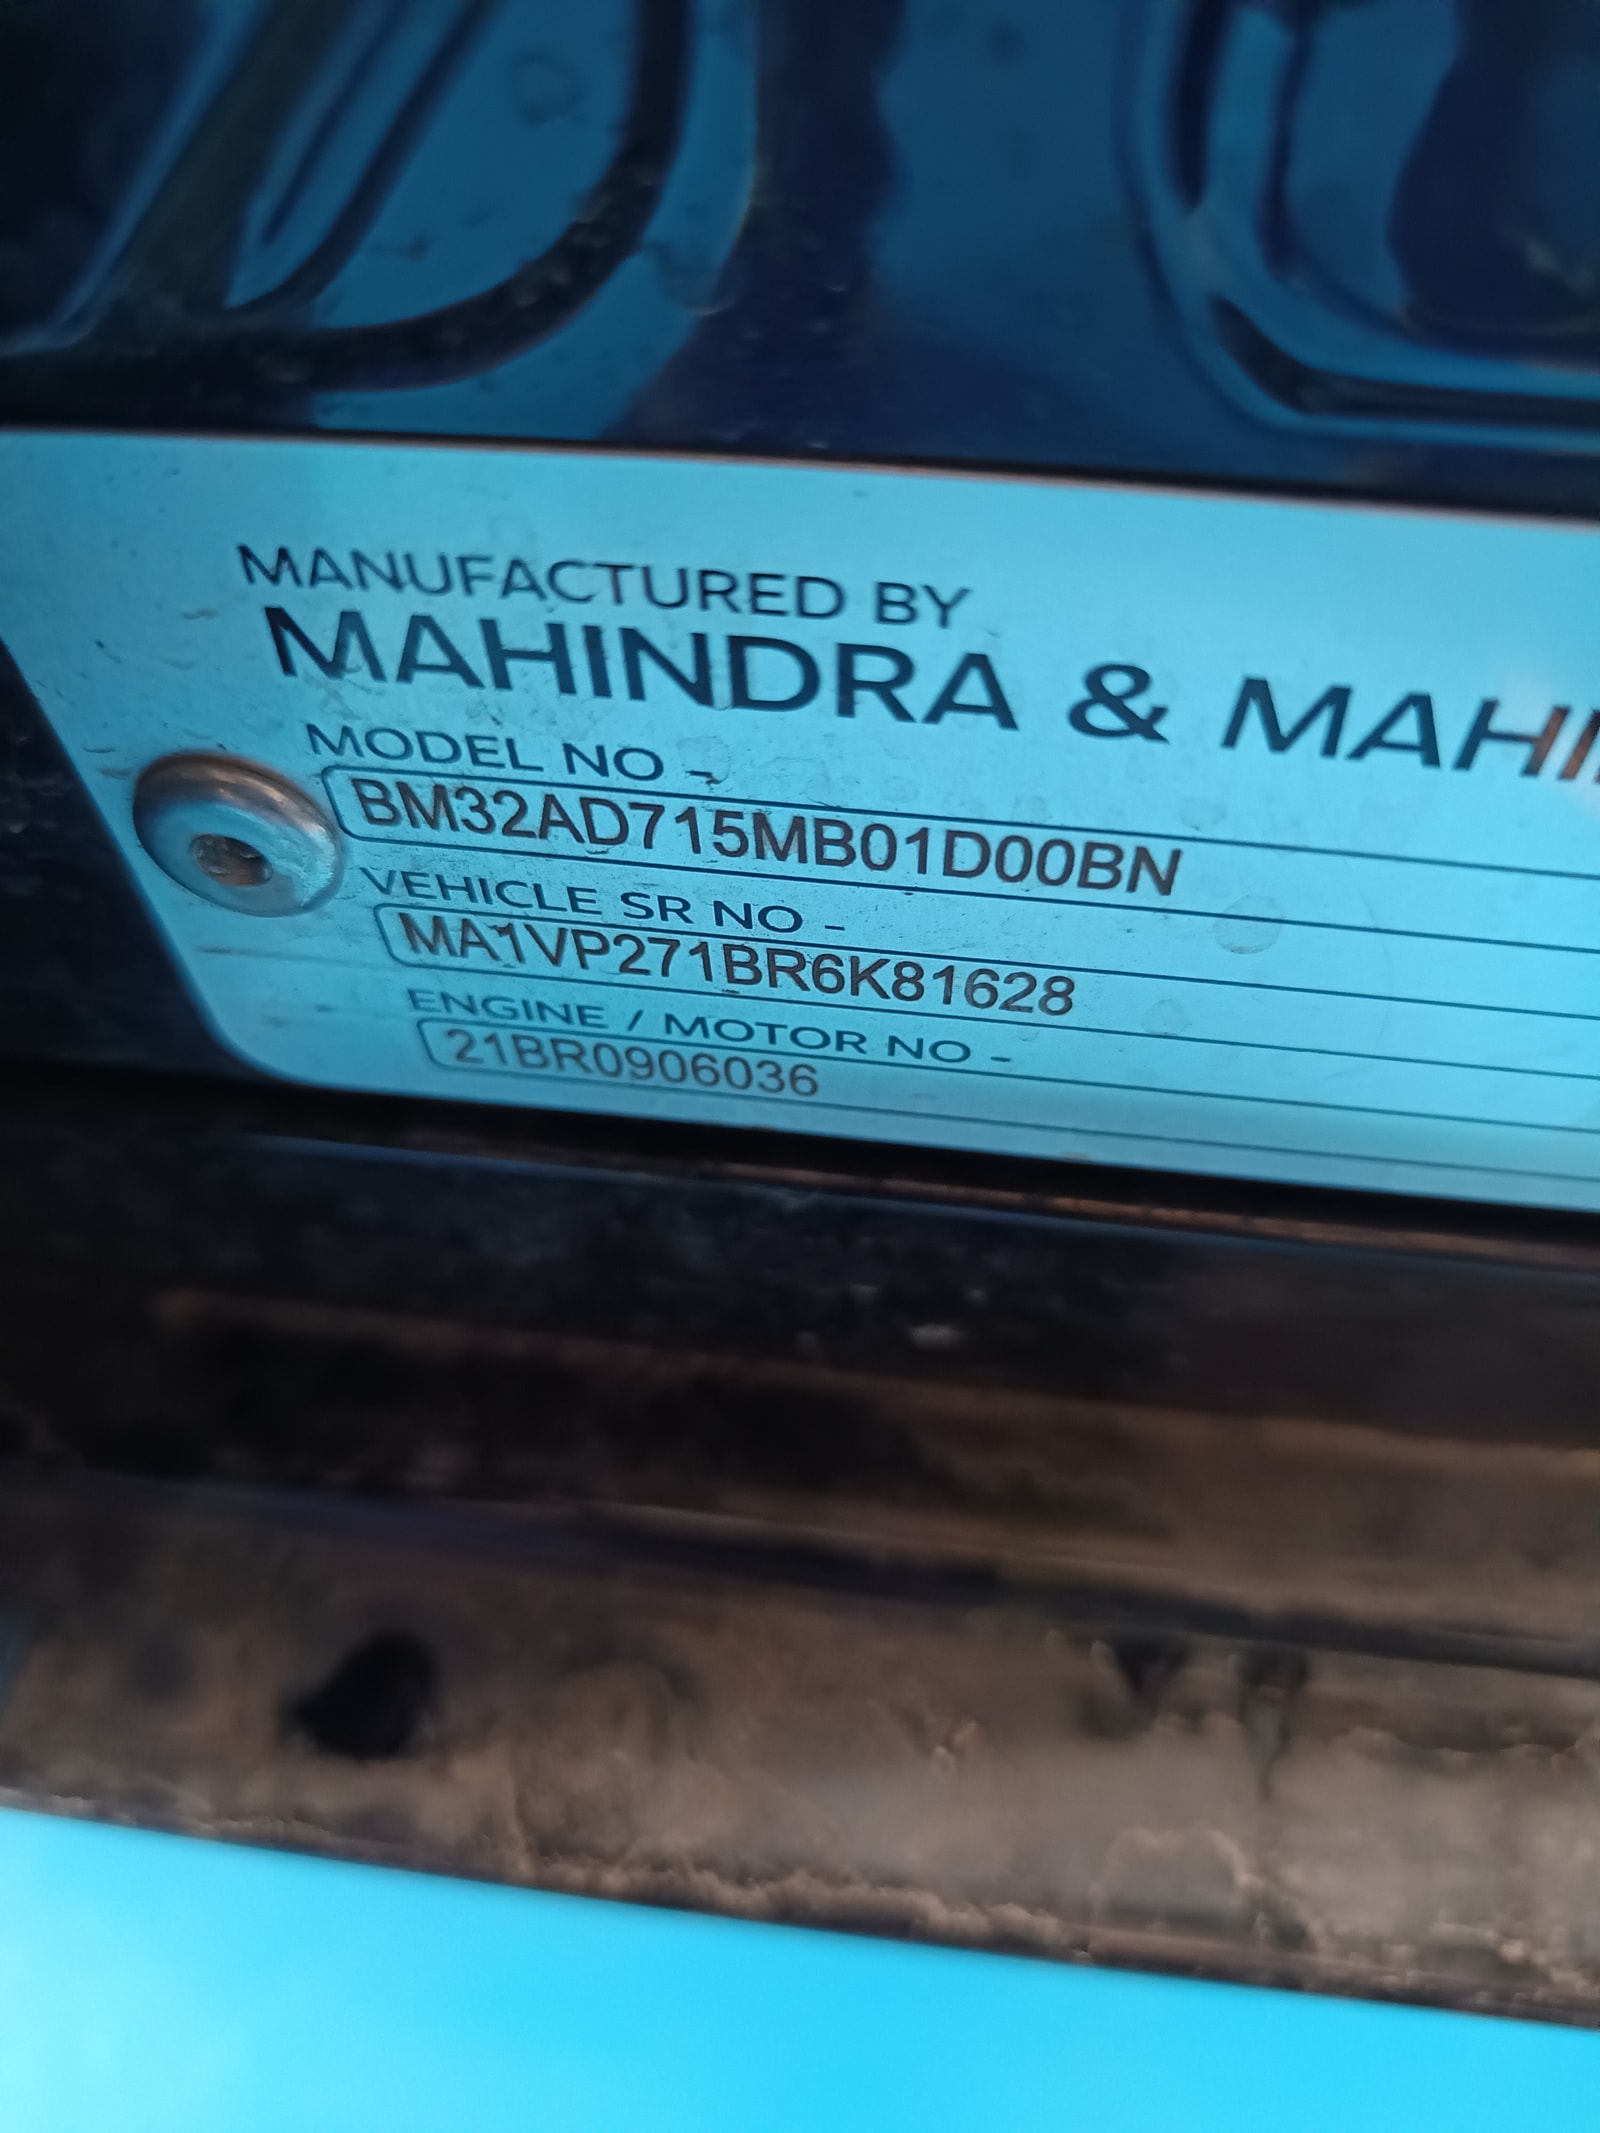 MANUFACTURED BY
MAHINDRA & MAHI
MODEL NO -
BM32AD715MB01D00BN
VEHICLE SR NO -
MA1VP271BR6K81628
ENGINE / MOTOR NO -
21BR0906036